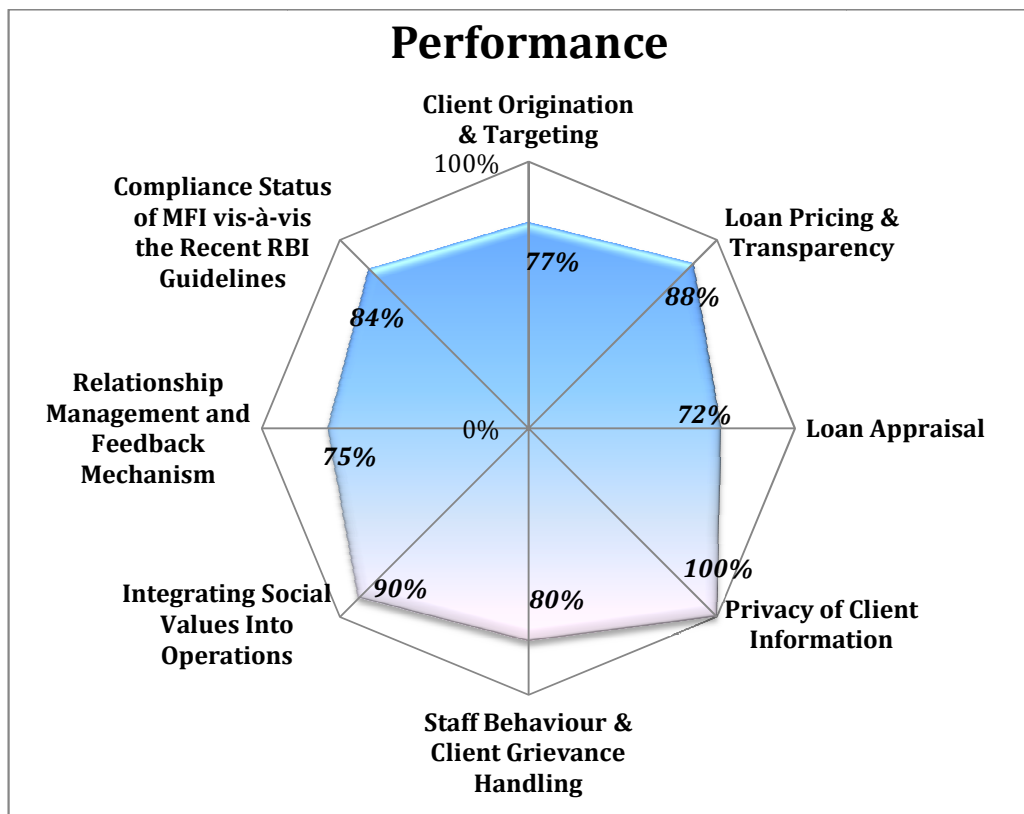 Performance
Client Origination
& Targeting
100%
Compliance Status
of MFI vis-à-vis
the Recent RBI
Guidelines
Loan Pricing &
Transparency
77%
88%
84%
Relationship
Management and
Feedback
Mechanism
72%
0%
Loan Appraisal
75%
100%
90%
80%
Integrating Social
Values Into
Operations
Privacy of Client
Information
Staff Behaviour &
Client Grievance
Handling